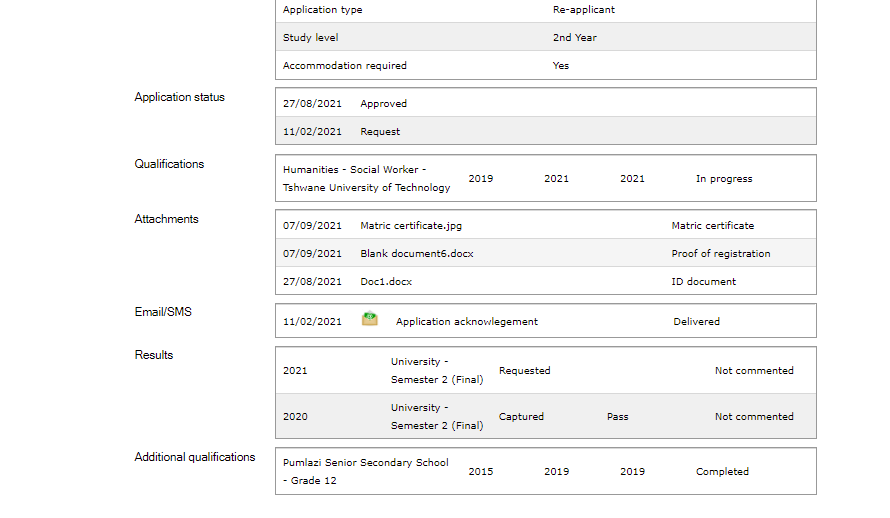 Application type Re-applicant
Study level 2nd Year
Accommodation required Yes
Application status 27/08/2021 Approved
11/02/2021 Request
Qualifications Humanities - Social Worker -
Tshwane University of Technology 2019 2021 2021 In progress
Attachments 07/09/2021 Matric certificate.jpg Matric certificate
07/09/2021 Blank document6.docx Proof of registration
27/08/2021 Doc1.docx ID document
Email/SMS 11/02/2021 Application acknowlegement Delivered
Results 2021 University -
Semester 2 (Final) Requested Not commented
2020 University -
Semester 2 (Final) Captured Pass Not commented
Additional qualifications Pumlazi Senior Secondary School
- Grade 12 2015 2019 2019 Completed